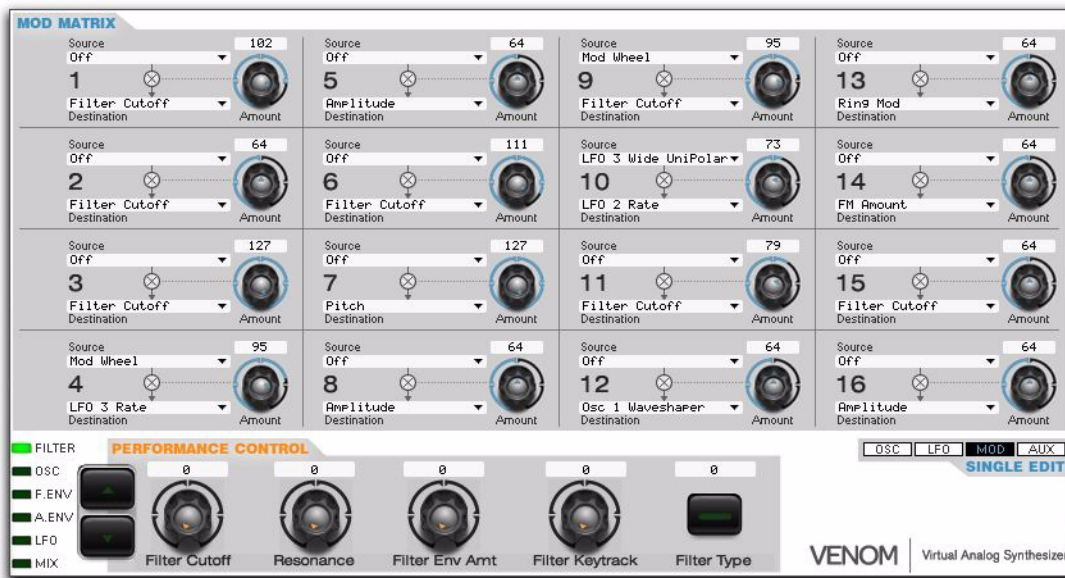 MOD MATRIX
Source 102
Off
1
Filter Cutoff
Destination Amount
Source 64
Off
5
Amplitude
Destination Amount
Source 95
Mod Wheel
9
Filter Cutoff
Destination Amount
Source 64
Off
13
Ring Mod
Destination Amount
Source 64
Off
2
Filter Cutoff
Destination Amount
Source 111
Off
6
Filter Cutoff
Destination Amount
Source 73
LFO 3 Wide UniPolar
10
LFO 2 Rate
Destination Amount
Source 64
Off
14
FM Amount
Destination Amount
Source 127
Off
3
Filter Cutoff
Destination Amount
Source 127
Off
7
Pitch
Destination Amount
Source 79
Off
11
Filter Cutoff
Destination Amount
Source 64
Off
15
Filter Cutoff
Destination Amount
Source 95
Mod Wheel
4
LFO 3 Rate
Destination Amount
Source 64
Off
8
Amplitude
Destination Amount
Source 64
Off
12
Osc 1 Waveshaper
Destination Amount
Source 64
Off
16
Amplitude
Destination Amount
FILTER
OSC
F.ENV
A.ENV
LFO
MIX
PERFORMANCE CONTROL
0 0 0 0 0
Filter Cutoff Resonance Filter Env Amt Filter Keytrack Filter Type
OSC LFO MOD AUX
SINGLE EDIT
VENOM Virtual Analog Synthesizer